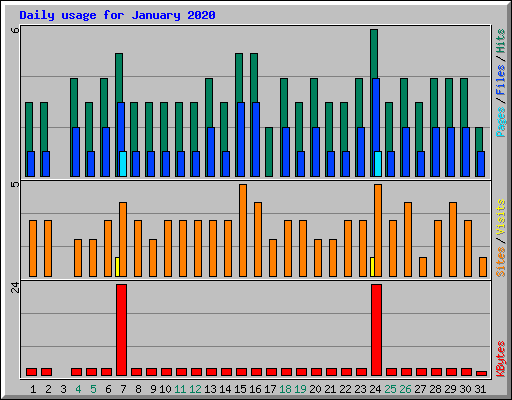 Daily usage for January 2020
6
Pages / Files / Hits
5
Sites / Visits
24
KBytes
1 2 3 4 5 6 7 8 9 10 11 12 13 14 15 16 17 18 19 20 21 22 23 24 25 26 27 28 29 30 31